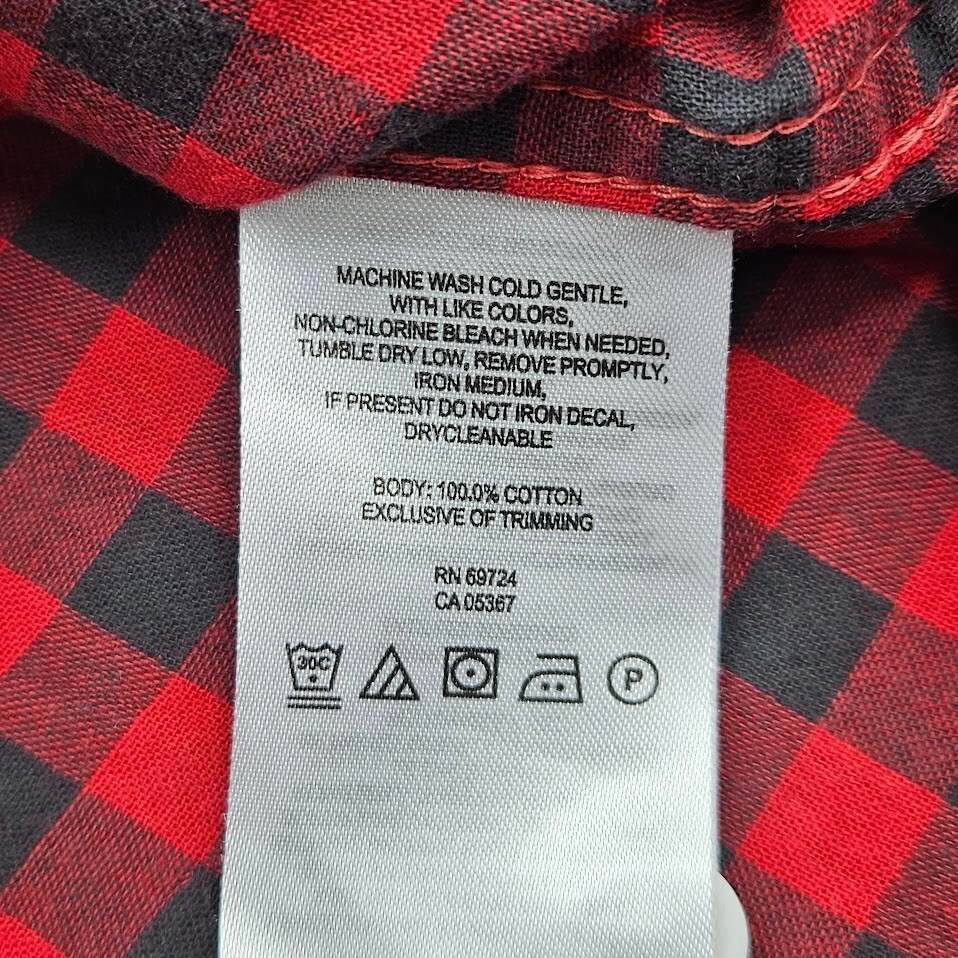 MACHINE WASH COLD GENTLE,
WITH LIKE COLORS,
NON-CHLORINE BLEACH WHEN NEEDED,
TUMBLE DRY LOW, REMOVE PROMPTLY,
IRON MEDIUM,
IF PRESENT DO NOT IRON DECAL,
DRYCLEANABLE
BODY: 100.0% COTTON
EXCLUSIVE OF TRIMMING
RN 69724
CA 05367
30C P